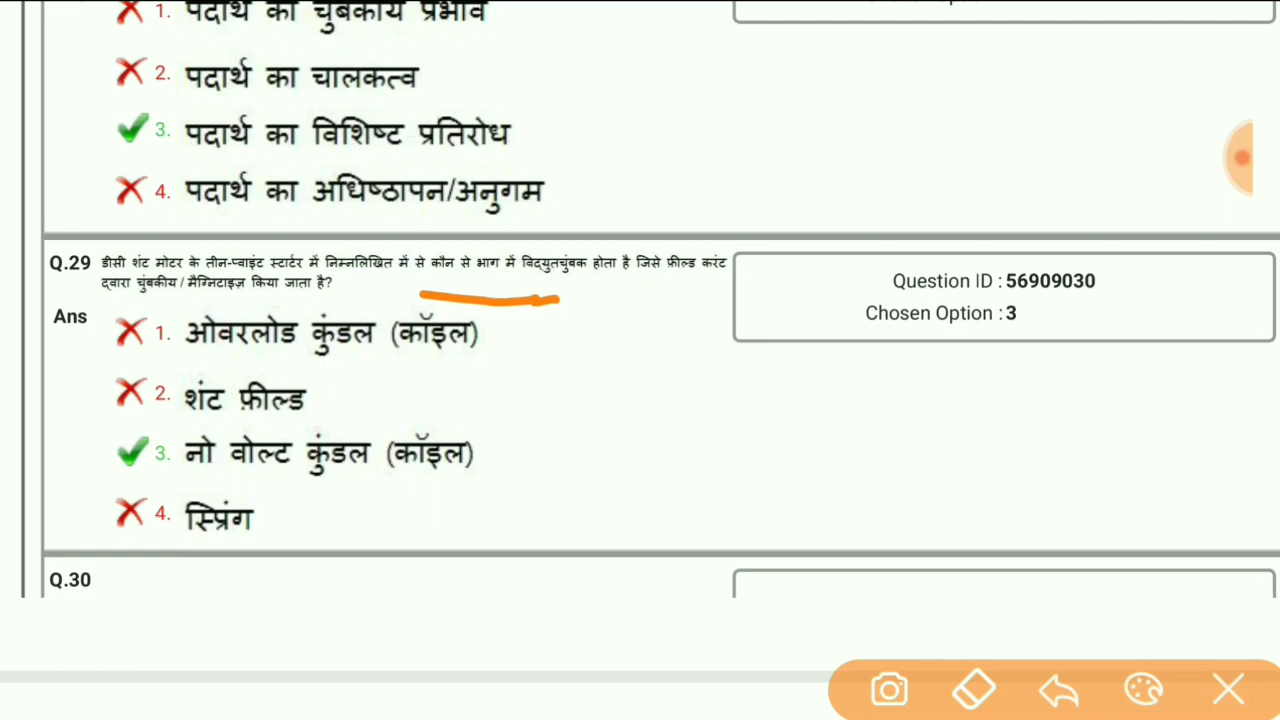 1. पदार्थ का चुंबकीय प्रभाव
2. पदार्थ का चालकत्व
3. पदार्थ का विशिष्ट प्रतिरोध
4. पदार्थ का अधिष्ठापन/अनुगम
Q.29 डीसी शंट मोटर के तीन-प्वाइंट स्टार्टर में निम्नलिखित में से कौन से भाग में विद्युतचुंबक होता है जिसे फ़ील्ड करंट
द्वारा चुंबकीय / मैग्निटाइज़ किया जाता है?
Question ID : 56909030
Chosen Option : 3
Ans
1. ओवरलोड कुंडल (कॉइल)
2. शंट फ़ील्ड
3. नो वोल्ट कुंडल (कॉइल)
4. स्प्रिंग
Q.30